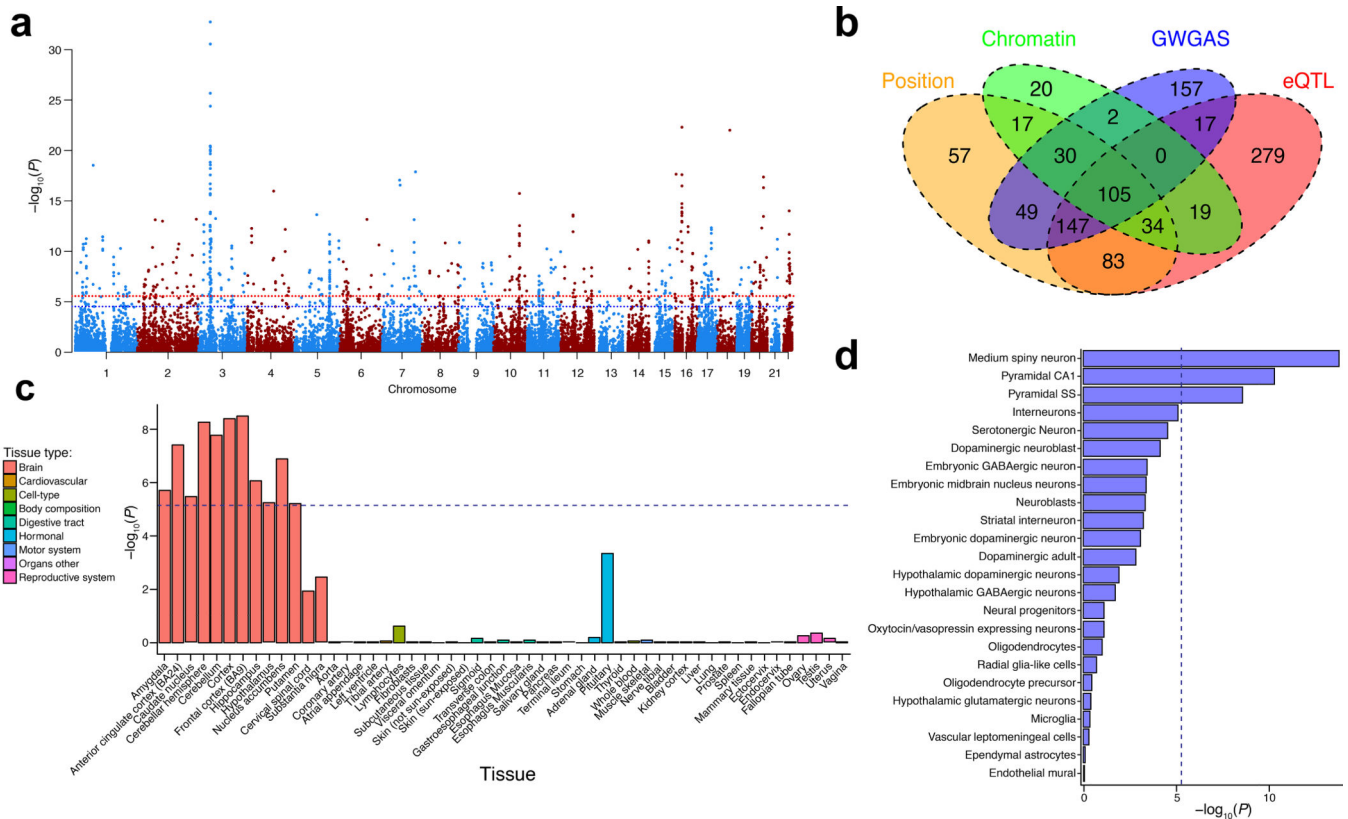 a
−log10(P)
30
25
20
15
10
5
0
1
2
3
4
5
6
7
8
9
10
11
12
13
14
15
16
17
19
21
Chromosome
b
Chromatin
GWGAS
Position
eQTL
20
157
17
2
17
57
30
0
279
105
49
147
34
19
83
c
Tissue type:
Brain
Cardiovascular
Cell-type
Body composition
Digestive tract
Hormonal
Motor system
Organs other
Reproductive system
−log10(P)
8
6
4
2
0
Amygdala
Anterior cingulate cortex (BA24)
Caudate nucleus
Cerebellar hemisphere
Cerebellum
Cortex
Frontal cortex (BA9)
Hippocampus
Hypothalamus
Nucleus accumbens
Putamen
Cervical spinal cord
Substantia nigra
Aorta
Coronary artery
Atrial appendage
Tibial artery
Left ventricle
Lymphocytes
Fibroblasts
Subcutaneous tissue
Visceral omentum
Skin (not sun-exposed)
Skin (sun-exposed)
Sigmoid
Transverse colon
Gastroesophageal junction
Esophagus Mucosa
Esophagus Muscularis
Salivary gland
Pancreas
Terminal ileum
Stomach
Adrenal gland
Pituitary
Thyroid
Whole blood
Muscle skeletal
Nerve tibial
Bladder
Kidney cortex
Liver
Lung
Prostate
Spleen
Mammary tissue
Ectocervix
Endocervix
Fallopian tube
Ovary
Testis
Uterus
Vagina
Tissue
d
Medium spiny neuron
Pyramidal CA1
Pyramidal SS
Interneurons
Serotonergic Neuron
Dopaminergic neuroblast
Embryonic GABAergic neuron
Embryonic midbrain nucleus neurons
Neuroblasts
Striatal interneuron
Embryonic dopaminergic neuron
Dopaminergic adult
Hypothalamic dopaminergic neurons
Hypothalamic GABAergic neurons
Neural progenitors
Oxytocin/vasopressin expressing neurons
Oligodendrocytes
Radial glia-like cells
Oligodendrocyte precursor
Hypothalamic glutamatergic neurons
Microglia
Vascular leptomeningeal cells
Ependymal astrocytes
Endothelial mural
0
5
10
−log10(P)